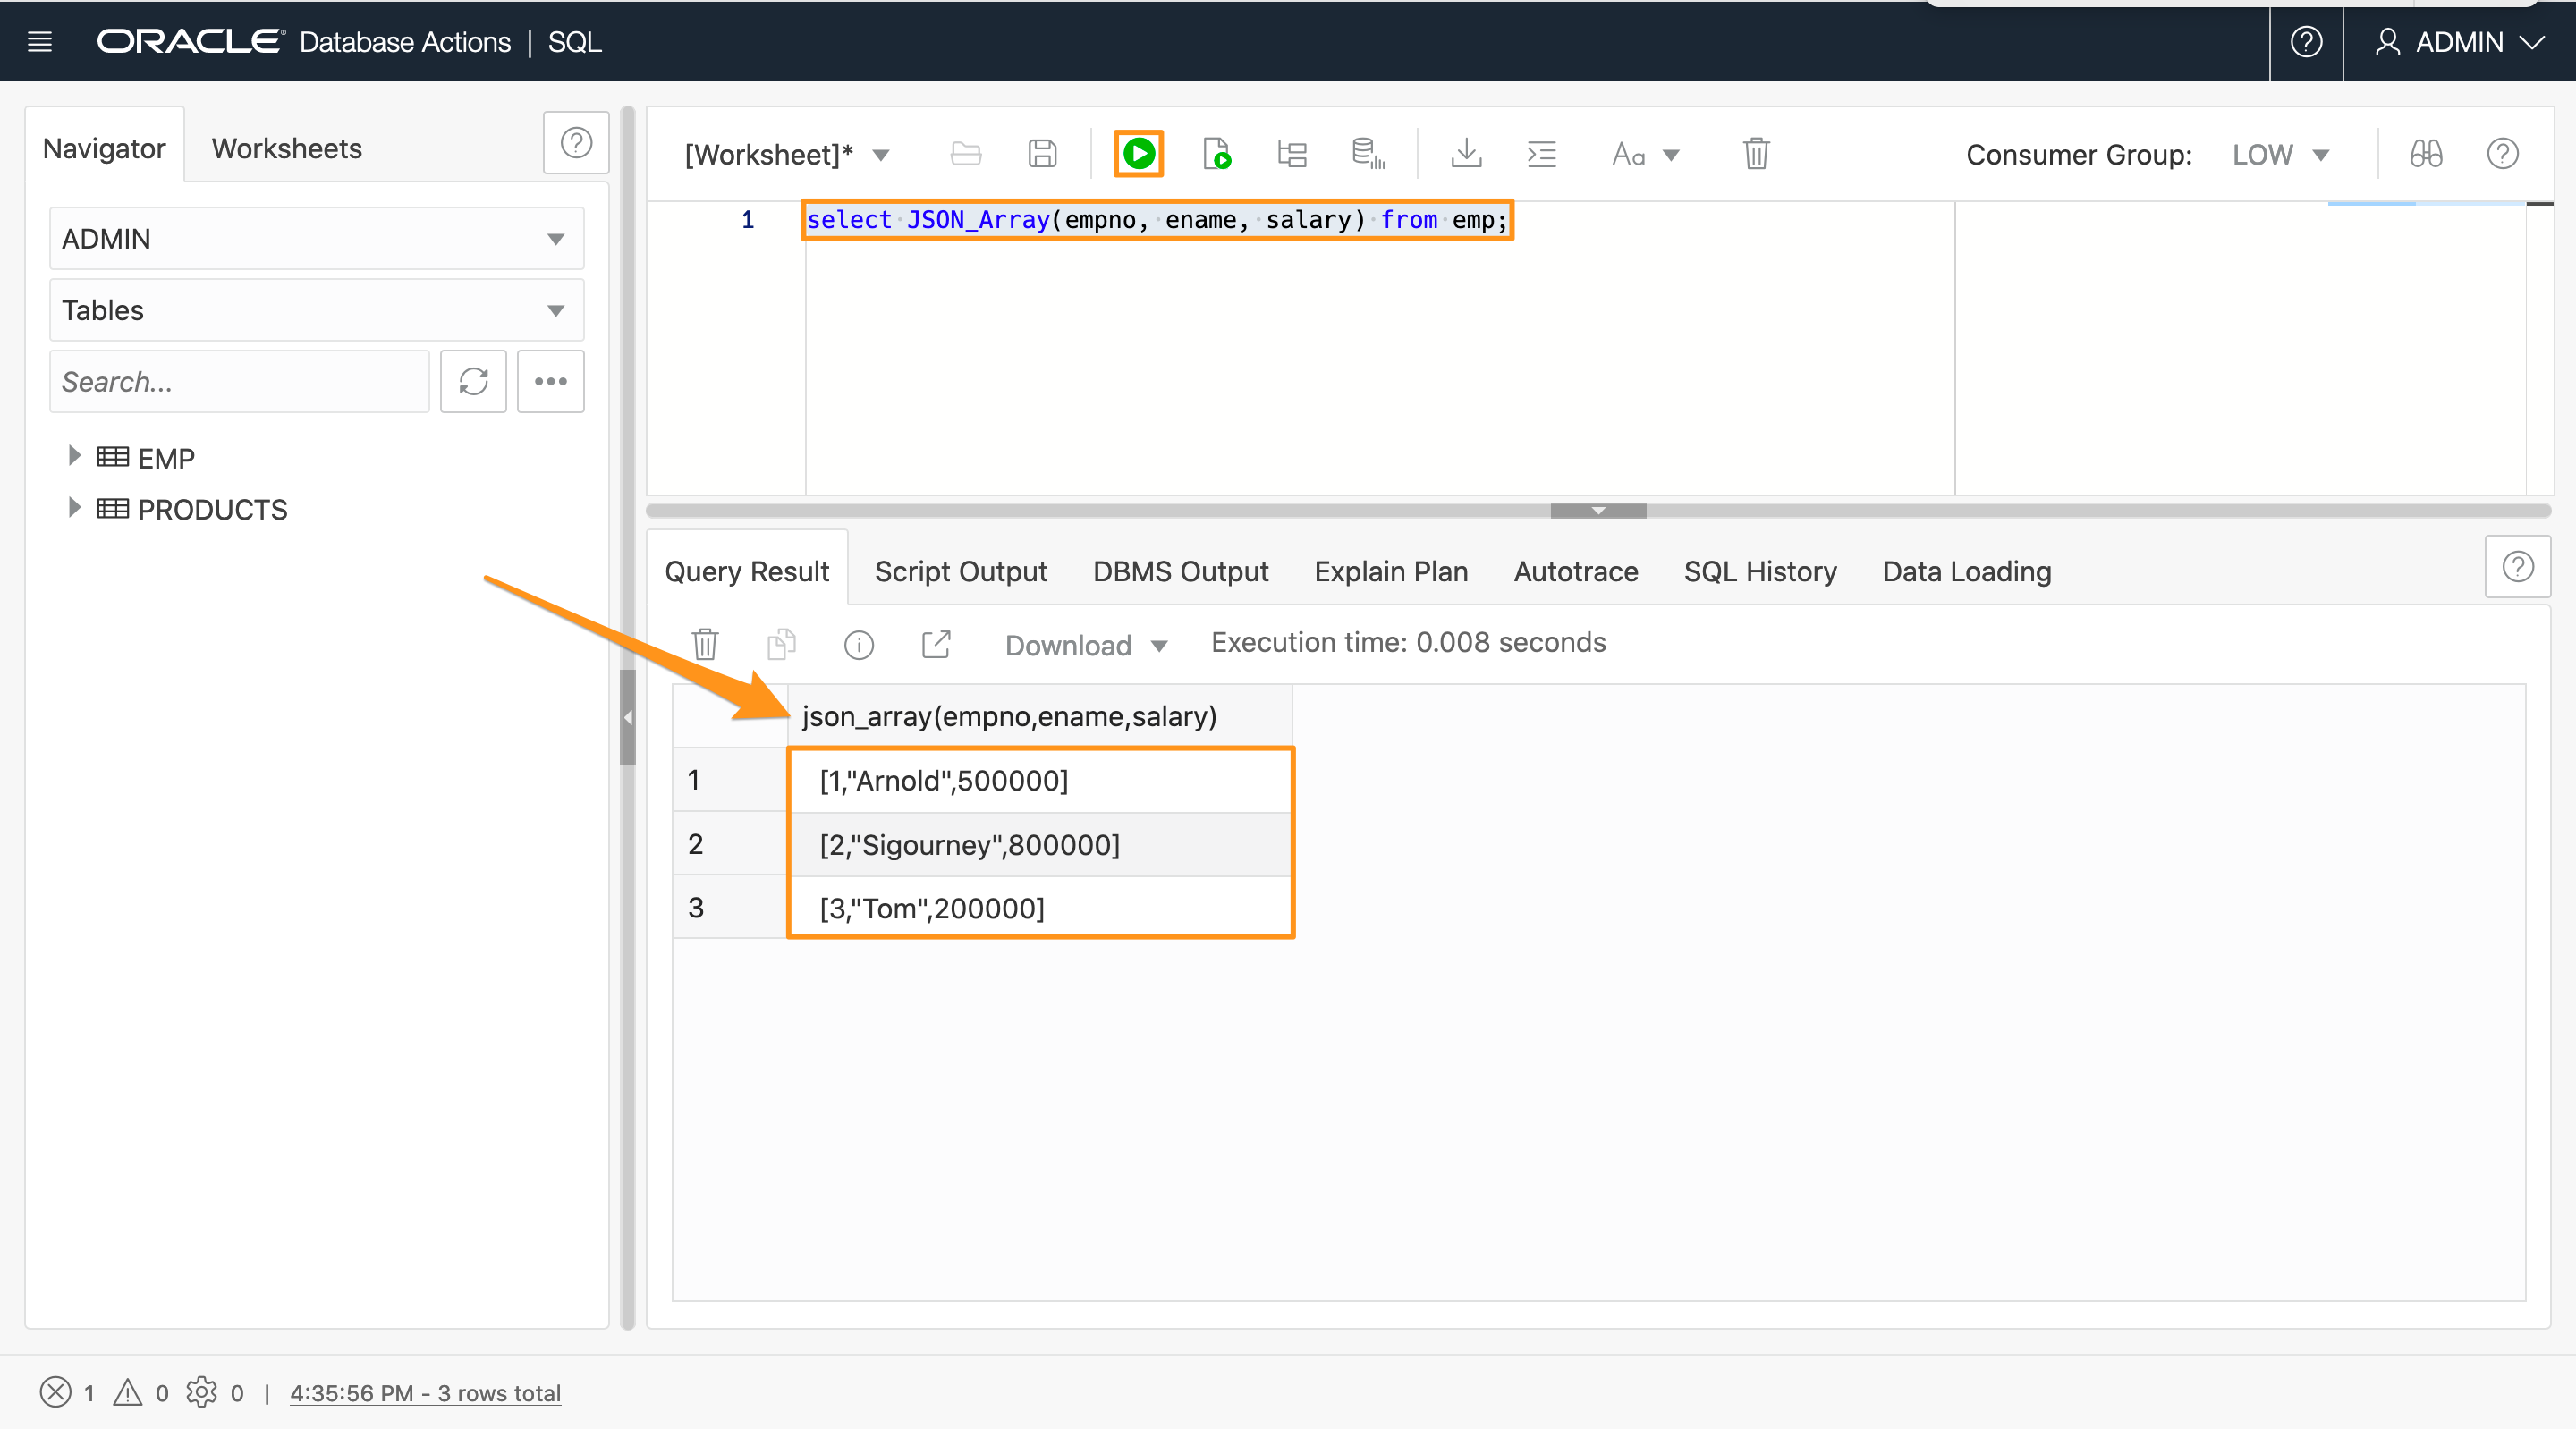 ORACLE Database Actions | SQL
ADMIN
Navigator
Worksheets
ADMIN
Tables
Search...
EMP
PRODUCTS
[Worksheet]*
Aa
Consumer Group: LOW
1
select JSON_Array(empno, ename, salary) from emp;
Query Result
Script Output
DBMS Output
Explain Plan
Autotrace
SQL History
Data Loading
Download
Execution time: 0.008 seconds
json_array(empno,ename,salary)
1 [1,"Arnold",500000]
2 [2,"Sigourney",800000]
3 [3,"Tom",200000]
1 0 0 | 4:35:56 PM - 3 rows total